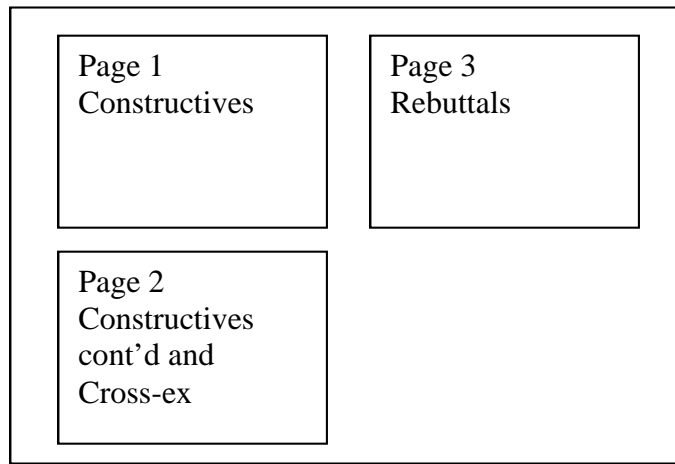 Page 1
Constructives
Page 3
Rebuttals
Page 2
Constructives
cont’d and
Cross-ex